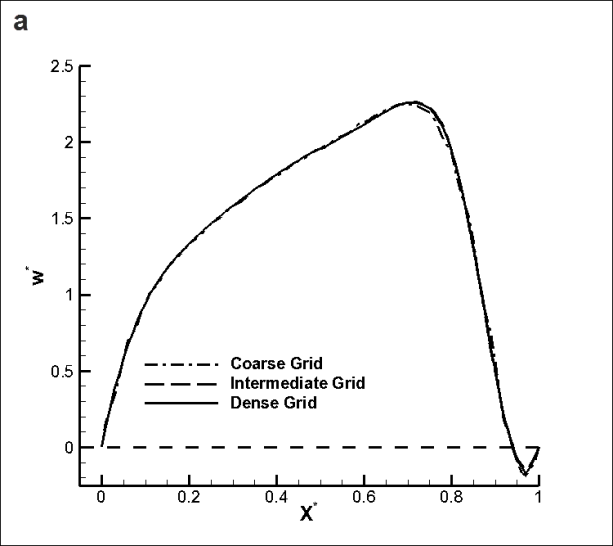 a
2.5
2
1.5
1
0.5
0
w*
Coarse Grid
Intermediate Grid
Dense Grid
0 0.2 0.4 0.6 0.8 1
X*